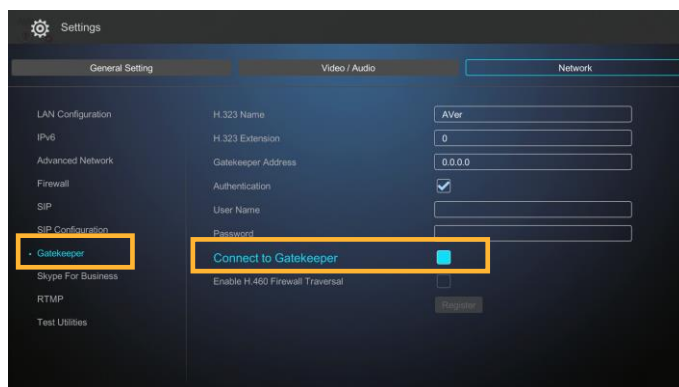 Settings
General Setting
Video / Audio
Network
LAN Configuration
IPv6
Advanced Network
Firewall
SIP
SIP Configuration
Gatekeeper
Skype For Business
RTMP
Test Utilities
H.323 Name
AVer
H.323 Extension
0
Gatekeeper Address
0.0.0.0
Authentication
User Name
Password
Connect to Gatekeeper
Enable H.460 Firewall Traversal
Register